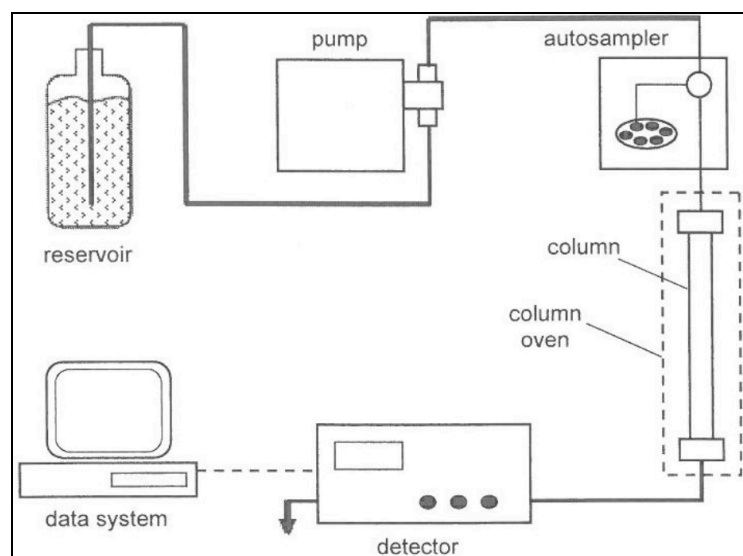 pump
autosampler
reservoir
column
column
oven
data system
detector